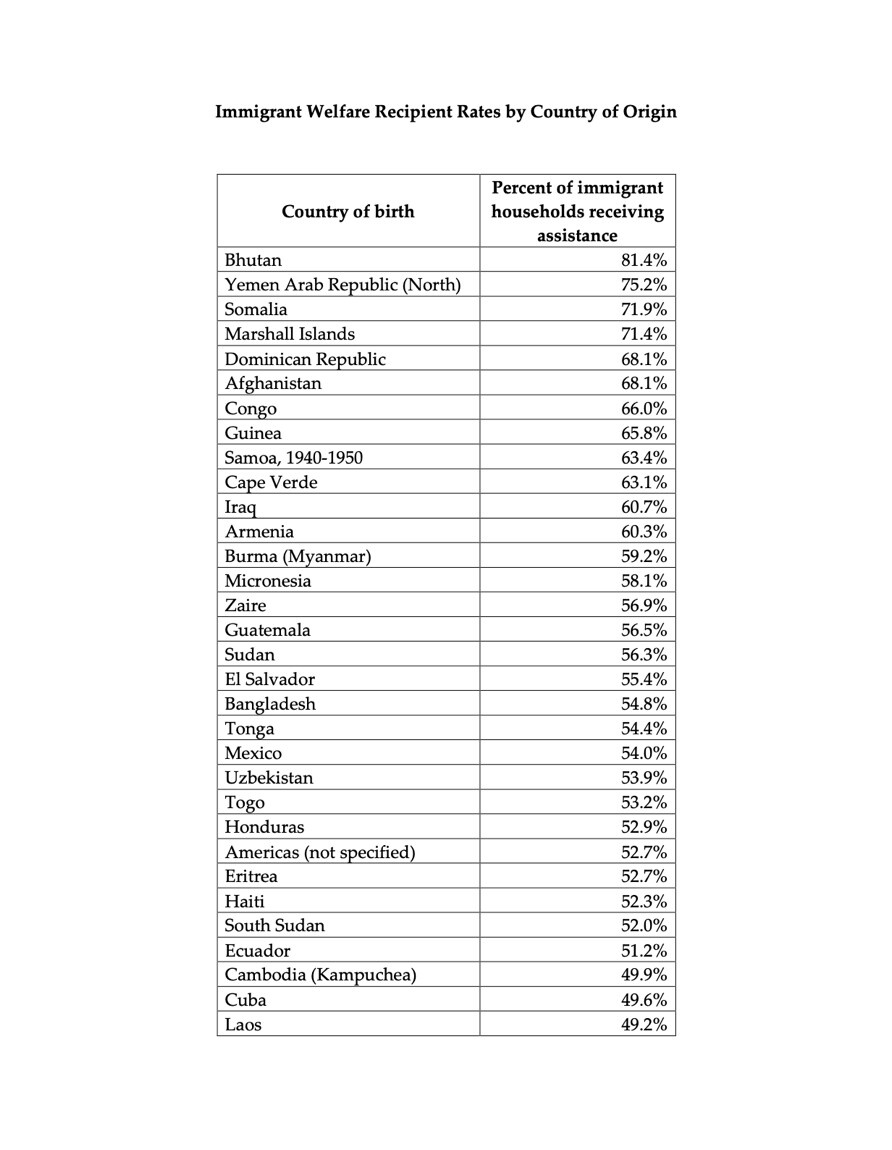 Immigrant Welfare Recipient Rates by Country of Origin
Country of birth
Percent of immigrant
households receiving
assistance
Bhutan 81.4%
Yemen Arab Republic (North) 75.2%
Somalia 71.9%
Marshall Islands 71.4%
Dominican Republic 68.1%
Afghanistan 68.1%
Congo 66.0%
Guinea 65.8%
Samoa, 1940-1950 63.4%
Cape Verde 63.1%
Iraq 60.7%
Armenia 60.3%
Burma (Myanmar) 59.2%
Micronesia 58.1%
Zaire 56.9%
Guatemala 56.5%
Sudan 56.3%
El Salvador 55.4%
Bangladesh 54.8%
Tonga 54.4%
Mexico 54.0%
Uzbekistan 53.9%
Togo 53.2%
Honduras 52.9%
Americas (not specified) 52.7%
Eritrea 52.7%
Haiti 52.3%
South Sudan 52.0%
Ecuador 51.2%
Cambodia (Kampuchea) 49.9%
Cuba 49.6%
Laos 49.2%